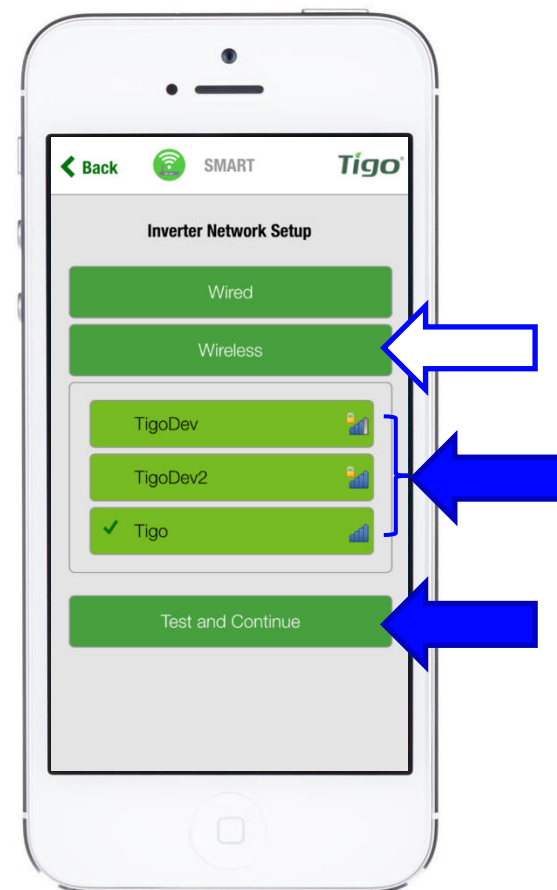 Back SMART Tigo
Inverter Network Setup
Wired
Wireless
TigoDev
TigoDev2
Tigo
Test and Continue